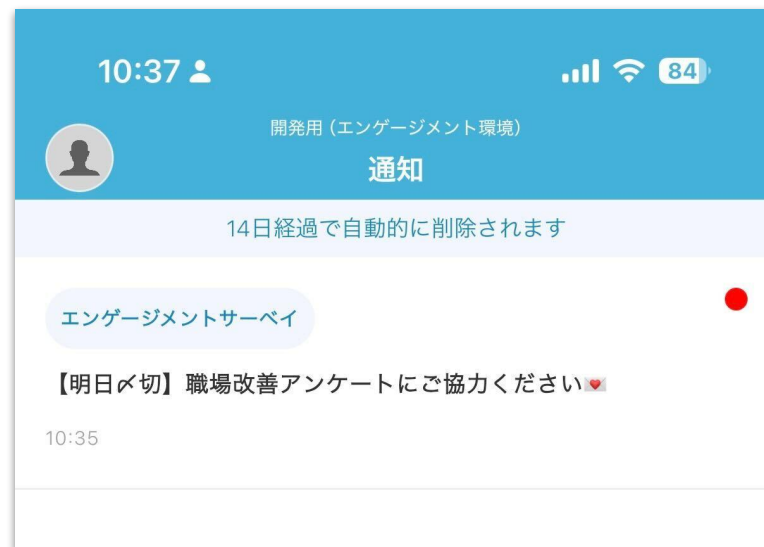 10:37
84
開発用（エンゲージメント環境）
通知
14日経過で自動的に削除されます
エンゲージメントサーベイ
【明日〆切】職場改善アンケートにご協力ください💌
10:35